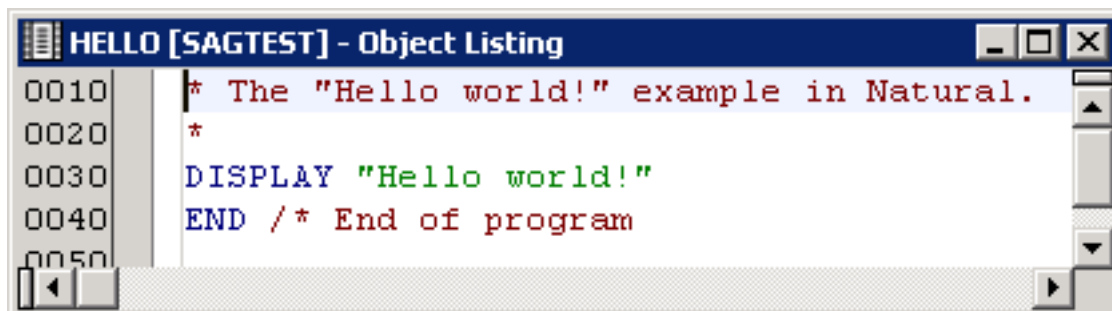 HELLO [SAGTEST] - Object Listing
0010 * The "Hello world!" example in Natural.
0020 *
0030 DISPLAY "Hello world!"
0040 END /* End of program
0050